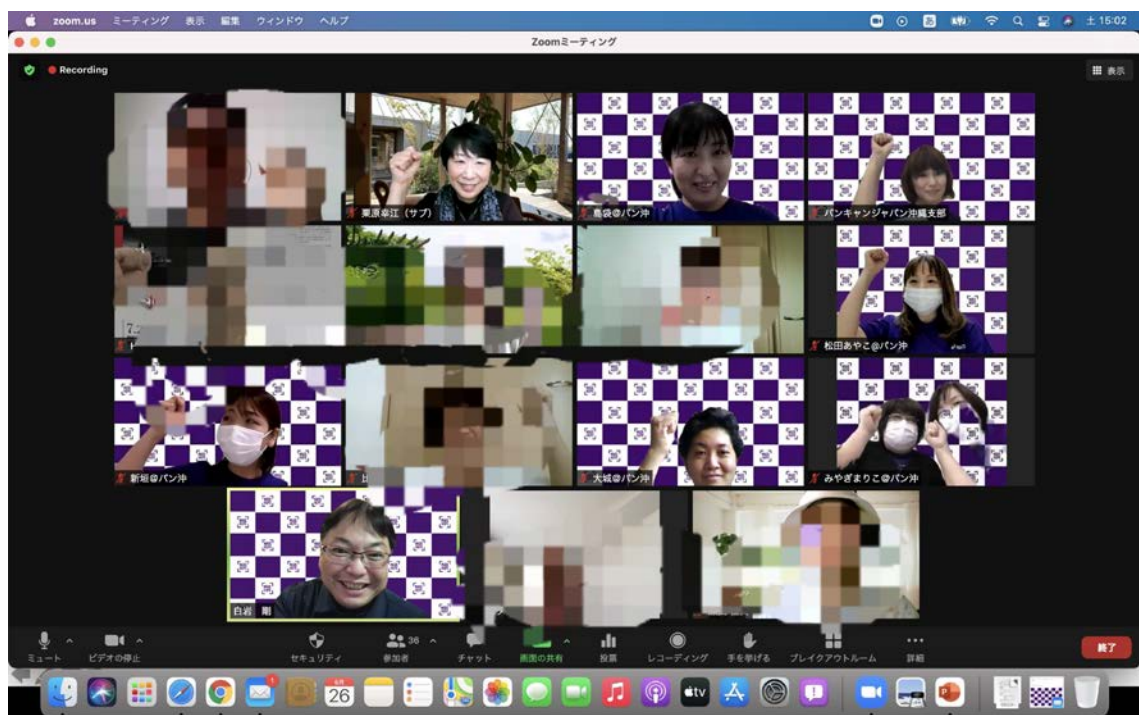 zoom.us ミーティング 表示 編集 ウィンドウ ヘルプ
土 15:02
Zoomミーティング
Recording
表示
栗原幸江（サブ）
島袋@パン沖
パンキャンジャパン沖縄支部
松田あやこ@パン沖
新垣@パン沖
大城@パン沖
みやぎまりこ@パン沖
白岩 剛
ミュート
ビデオの停止
セキュリティ
36
参加者
チャット
画面の共有
投票
レコーディング
手を挙げる
ブレイクアウトルーム
詳細
終了
6月
26
tv